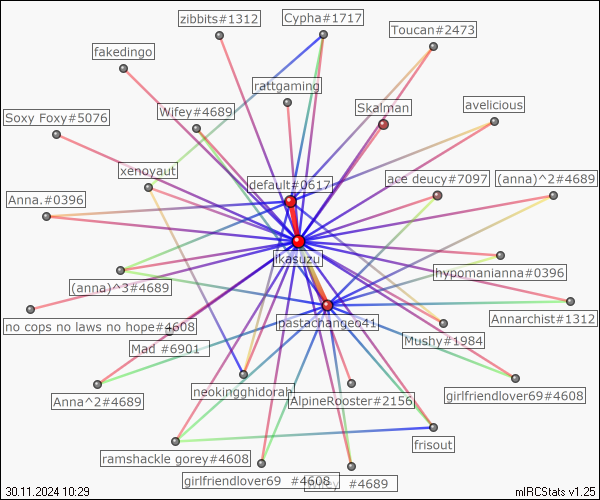 zibbits#1312
Cypha#1717
Toucan#2473
fakedingo
rattgaming
Skalman
avelicious
Soxy Foxy#5076
Wifey#4689
xenoyaut
default#0617
ace deucy#7097
(anna)^2#4689
Anna.#0396
ikasuzu
hypomanianna#0396
(anna)^3#4689
no cops no laws no hope#4608
pastachangeo41
Annarchist#1312
Mad #6901
Mushy#1984
Anna^2#4689
neokingghidorah
AlpineRooster#2156
girlfriendlover69#4608
frisout
ramshackle gorey#4608
girlfriendlover69 #4608
#4689
30.11.2024 10:29
mIRCStats v1.25